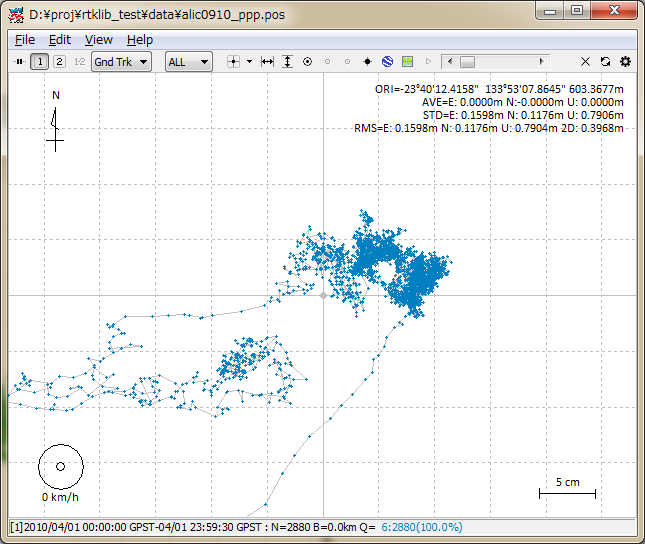 D:¥proj¥rtklib_test¥data¥alic0910_ppp.pos
File Edit View Help
1 2 1-2 Gnd Trk ALL
ORI=-23°40'12.4158" 133°53'07.8645" 603.3677m
AVE=E: 0.0000m N:-0.0000m U: 0.0000m
STD=E: 0.1598m N: 0.1176m U: 0.7906m
RMS=E: 0.1598m N: 0.1176m U: 0.7904m 2D: 0.3968m
N
5 cm
0 km/h
[1]2010/04/01 00:00:00 GPST-04/01 23:59:30 GPST : N=2880 B=0.0km Q= 6:2880(100.0%)